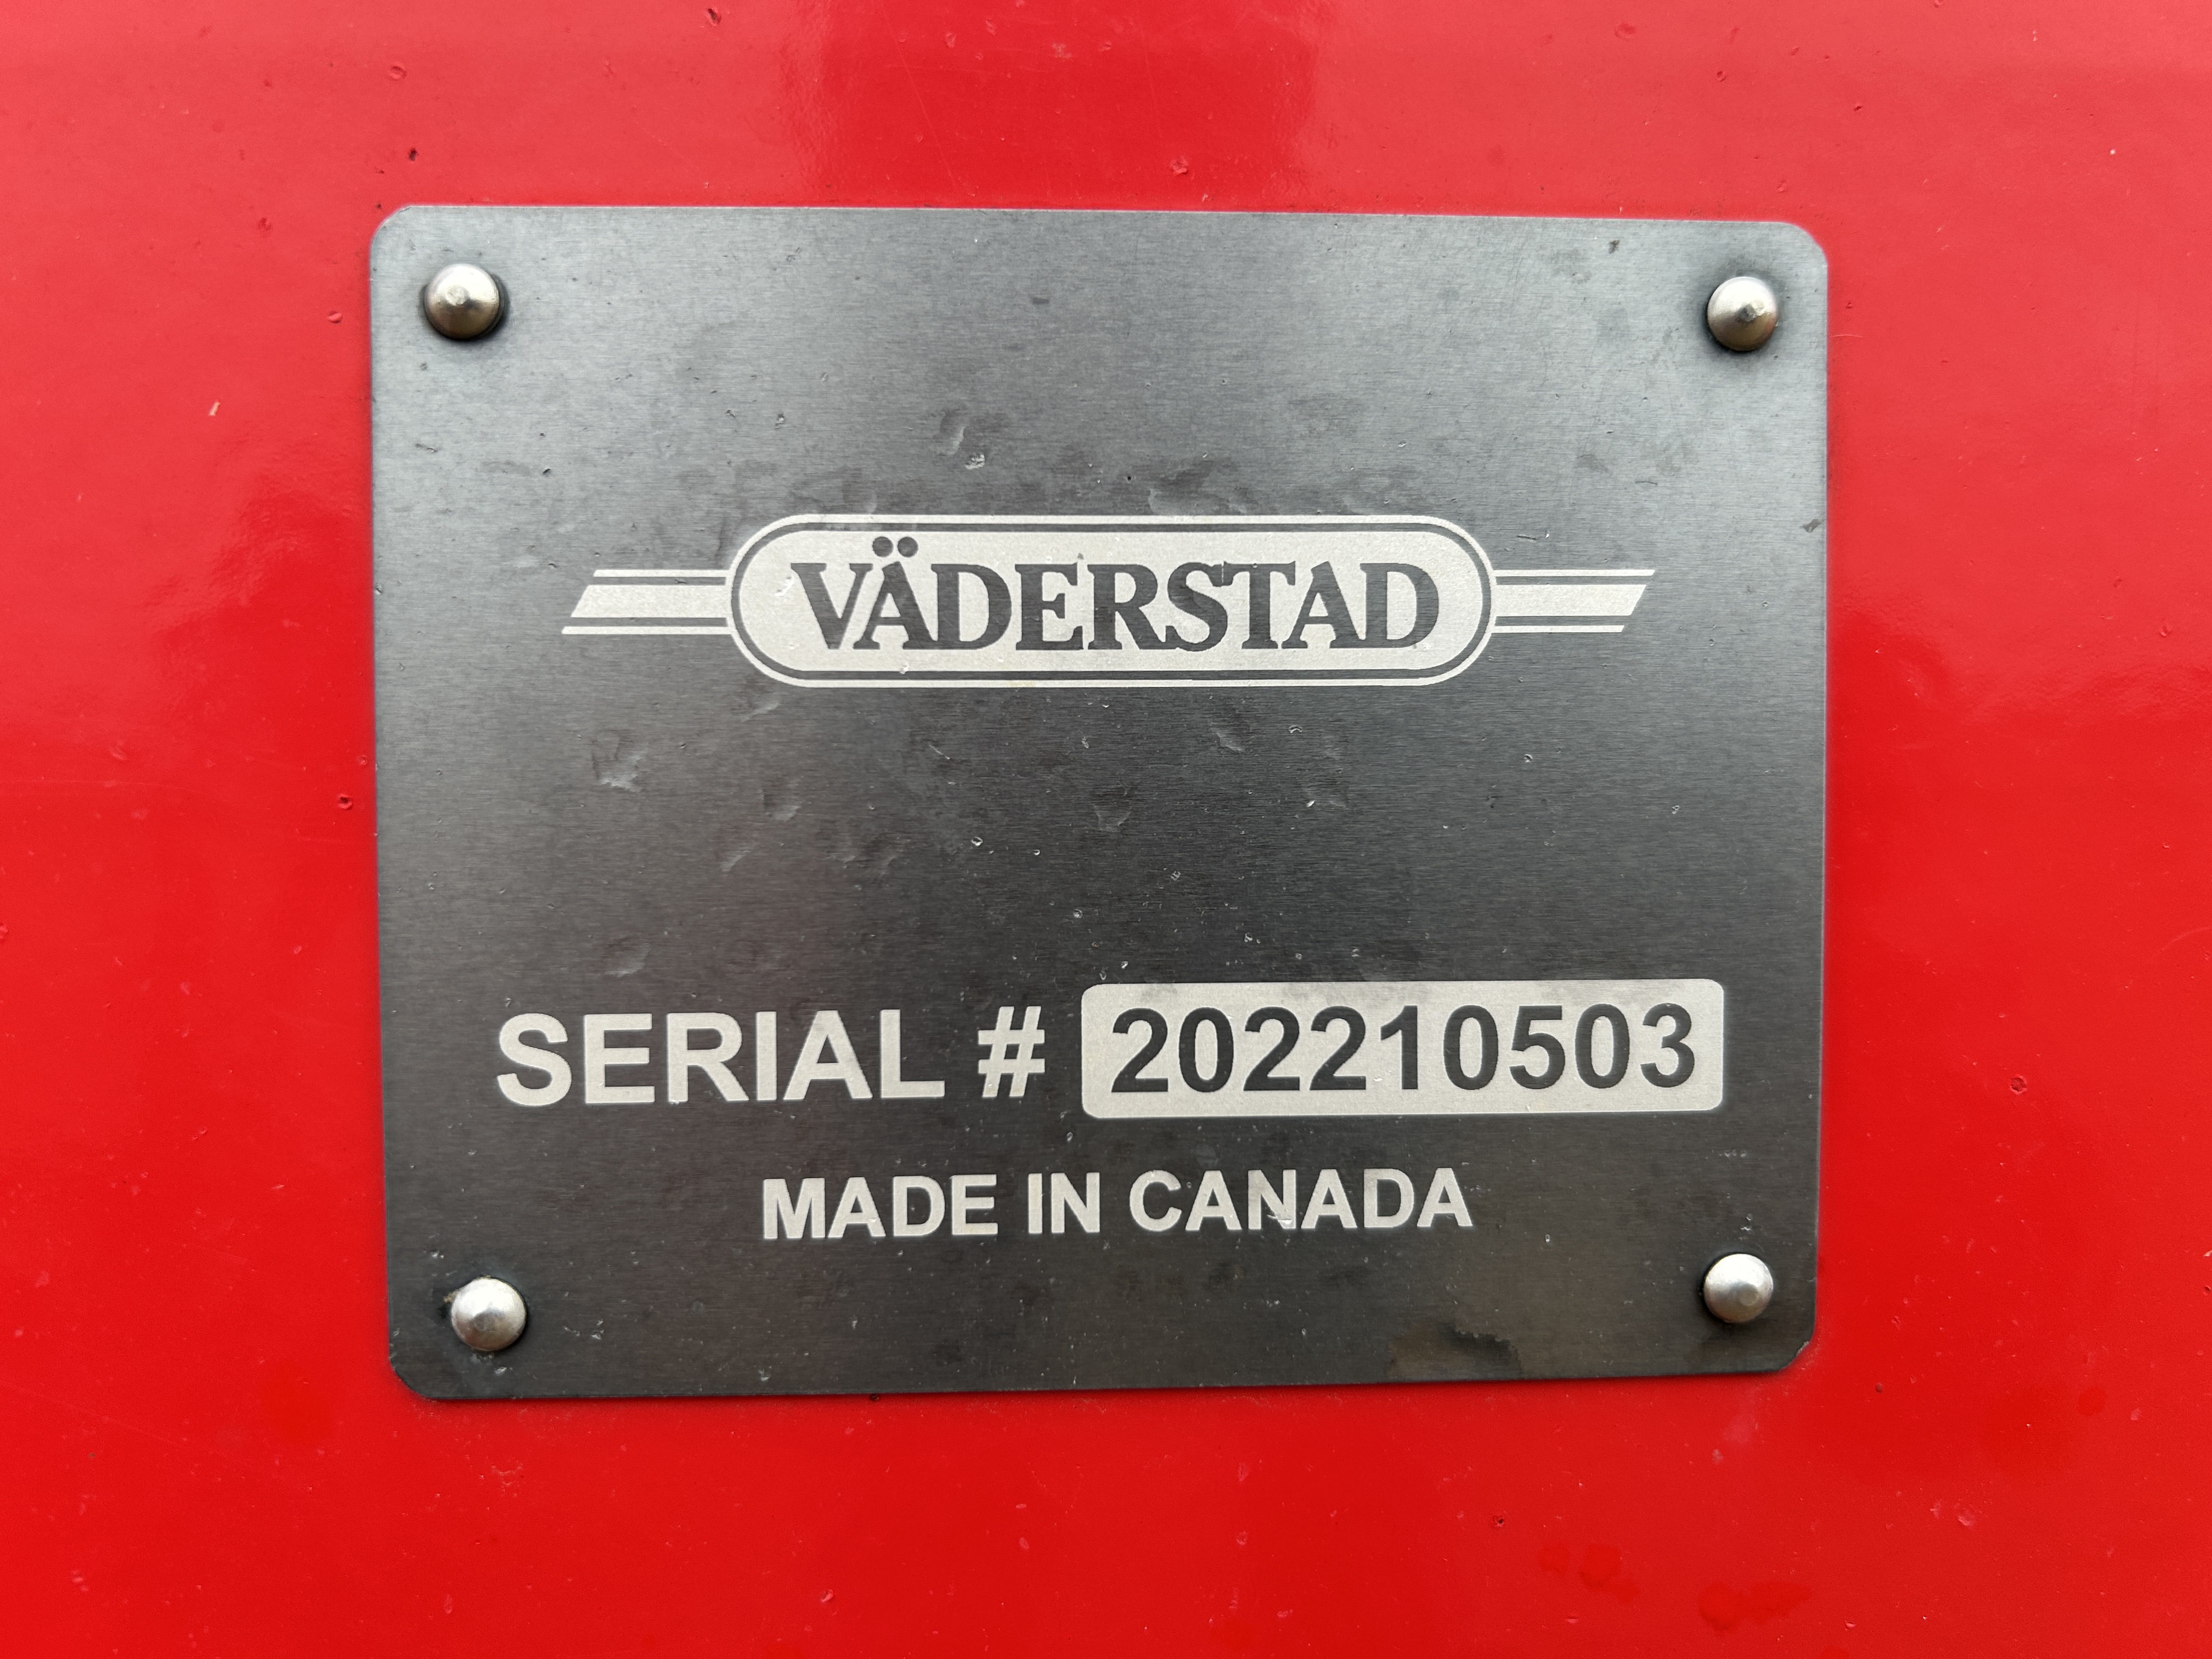 VÄDERSTAD
SERIAL # 202210503
MADE IN CANADA